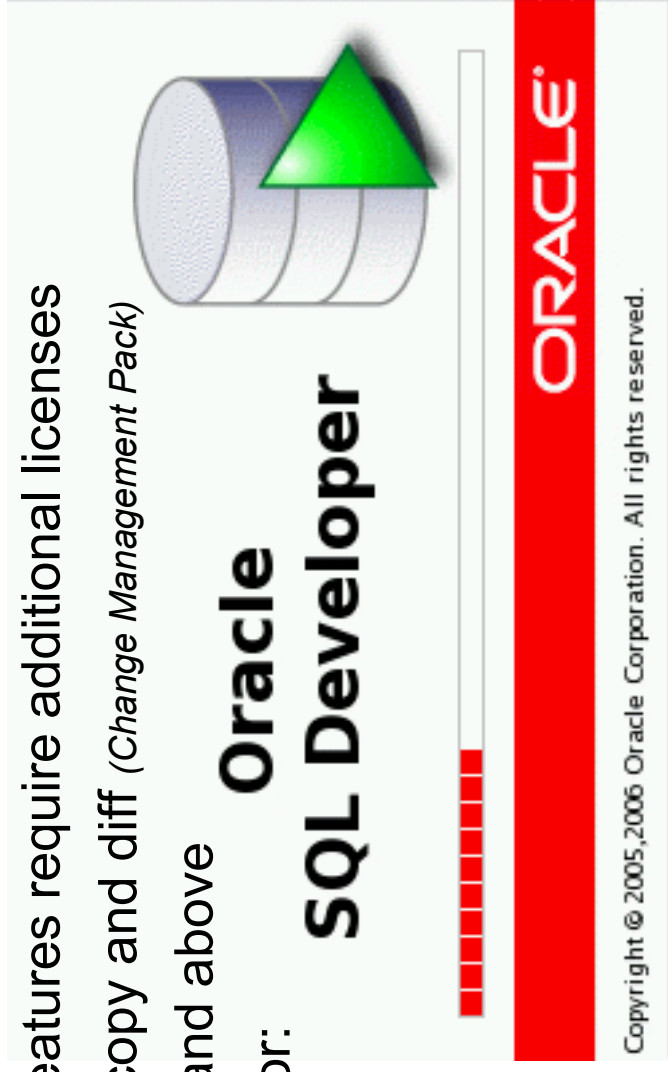 eatures require additional licenses
copy and diff (Change Management Pack)
and above
or:
Oracle
SQL Developer
ORACLE®
Copyright © 2005,2006 Oracle Corporation. All rights reserved.